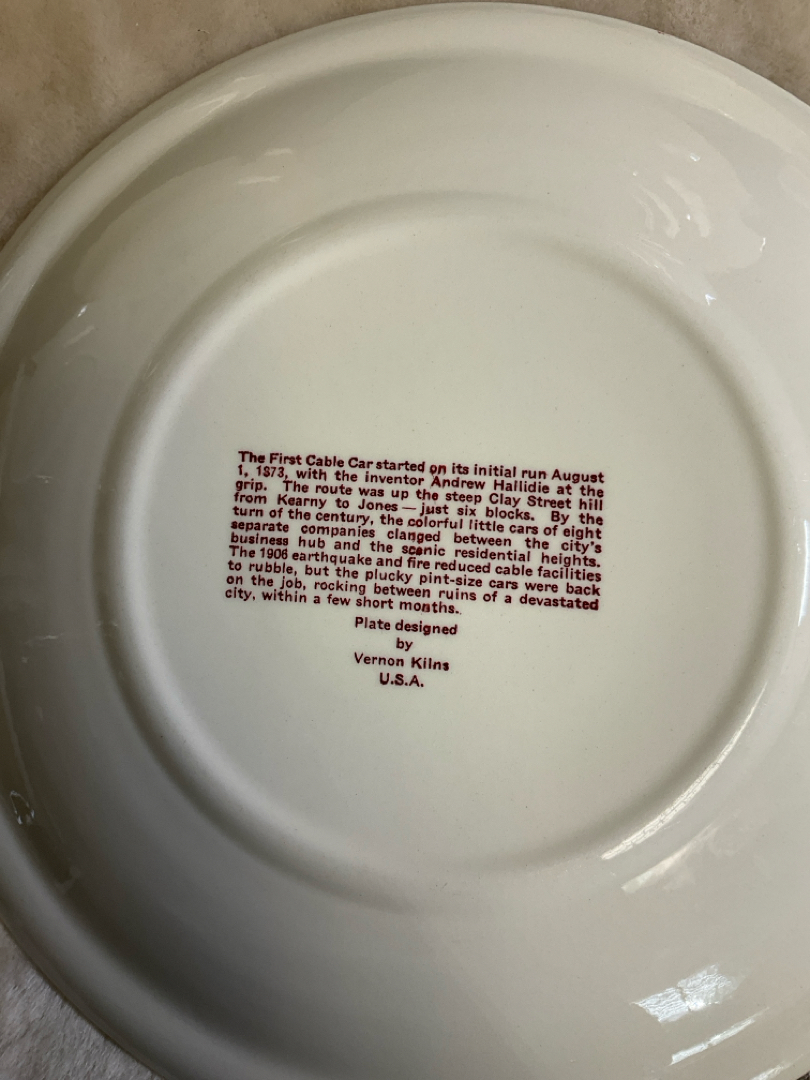 The First Cable Car started on its initial run August
1, 1873, with the inventor Andrew Hallidie at the
grip. The route was up the steep Clay Street hill
from Kearny to Jones — just six blocks. By the
turn of the century, the colorful little cars of eight
separate companies clanged between the city's
business hub and the scenic residential heights.
The 1906 earthquake and fire reduced cable facilities
to rubble, but the plucky pint-size cars were back
on the job, rocking between ruins of a devastated
city, within a few short months.
Plate designed
by
Vernon Kilns
U.S.A.